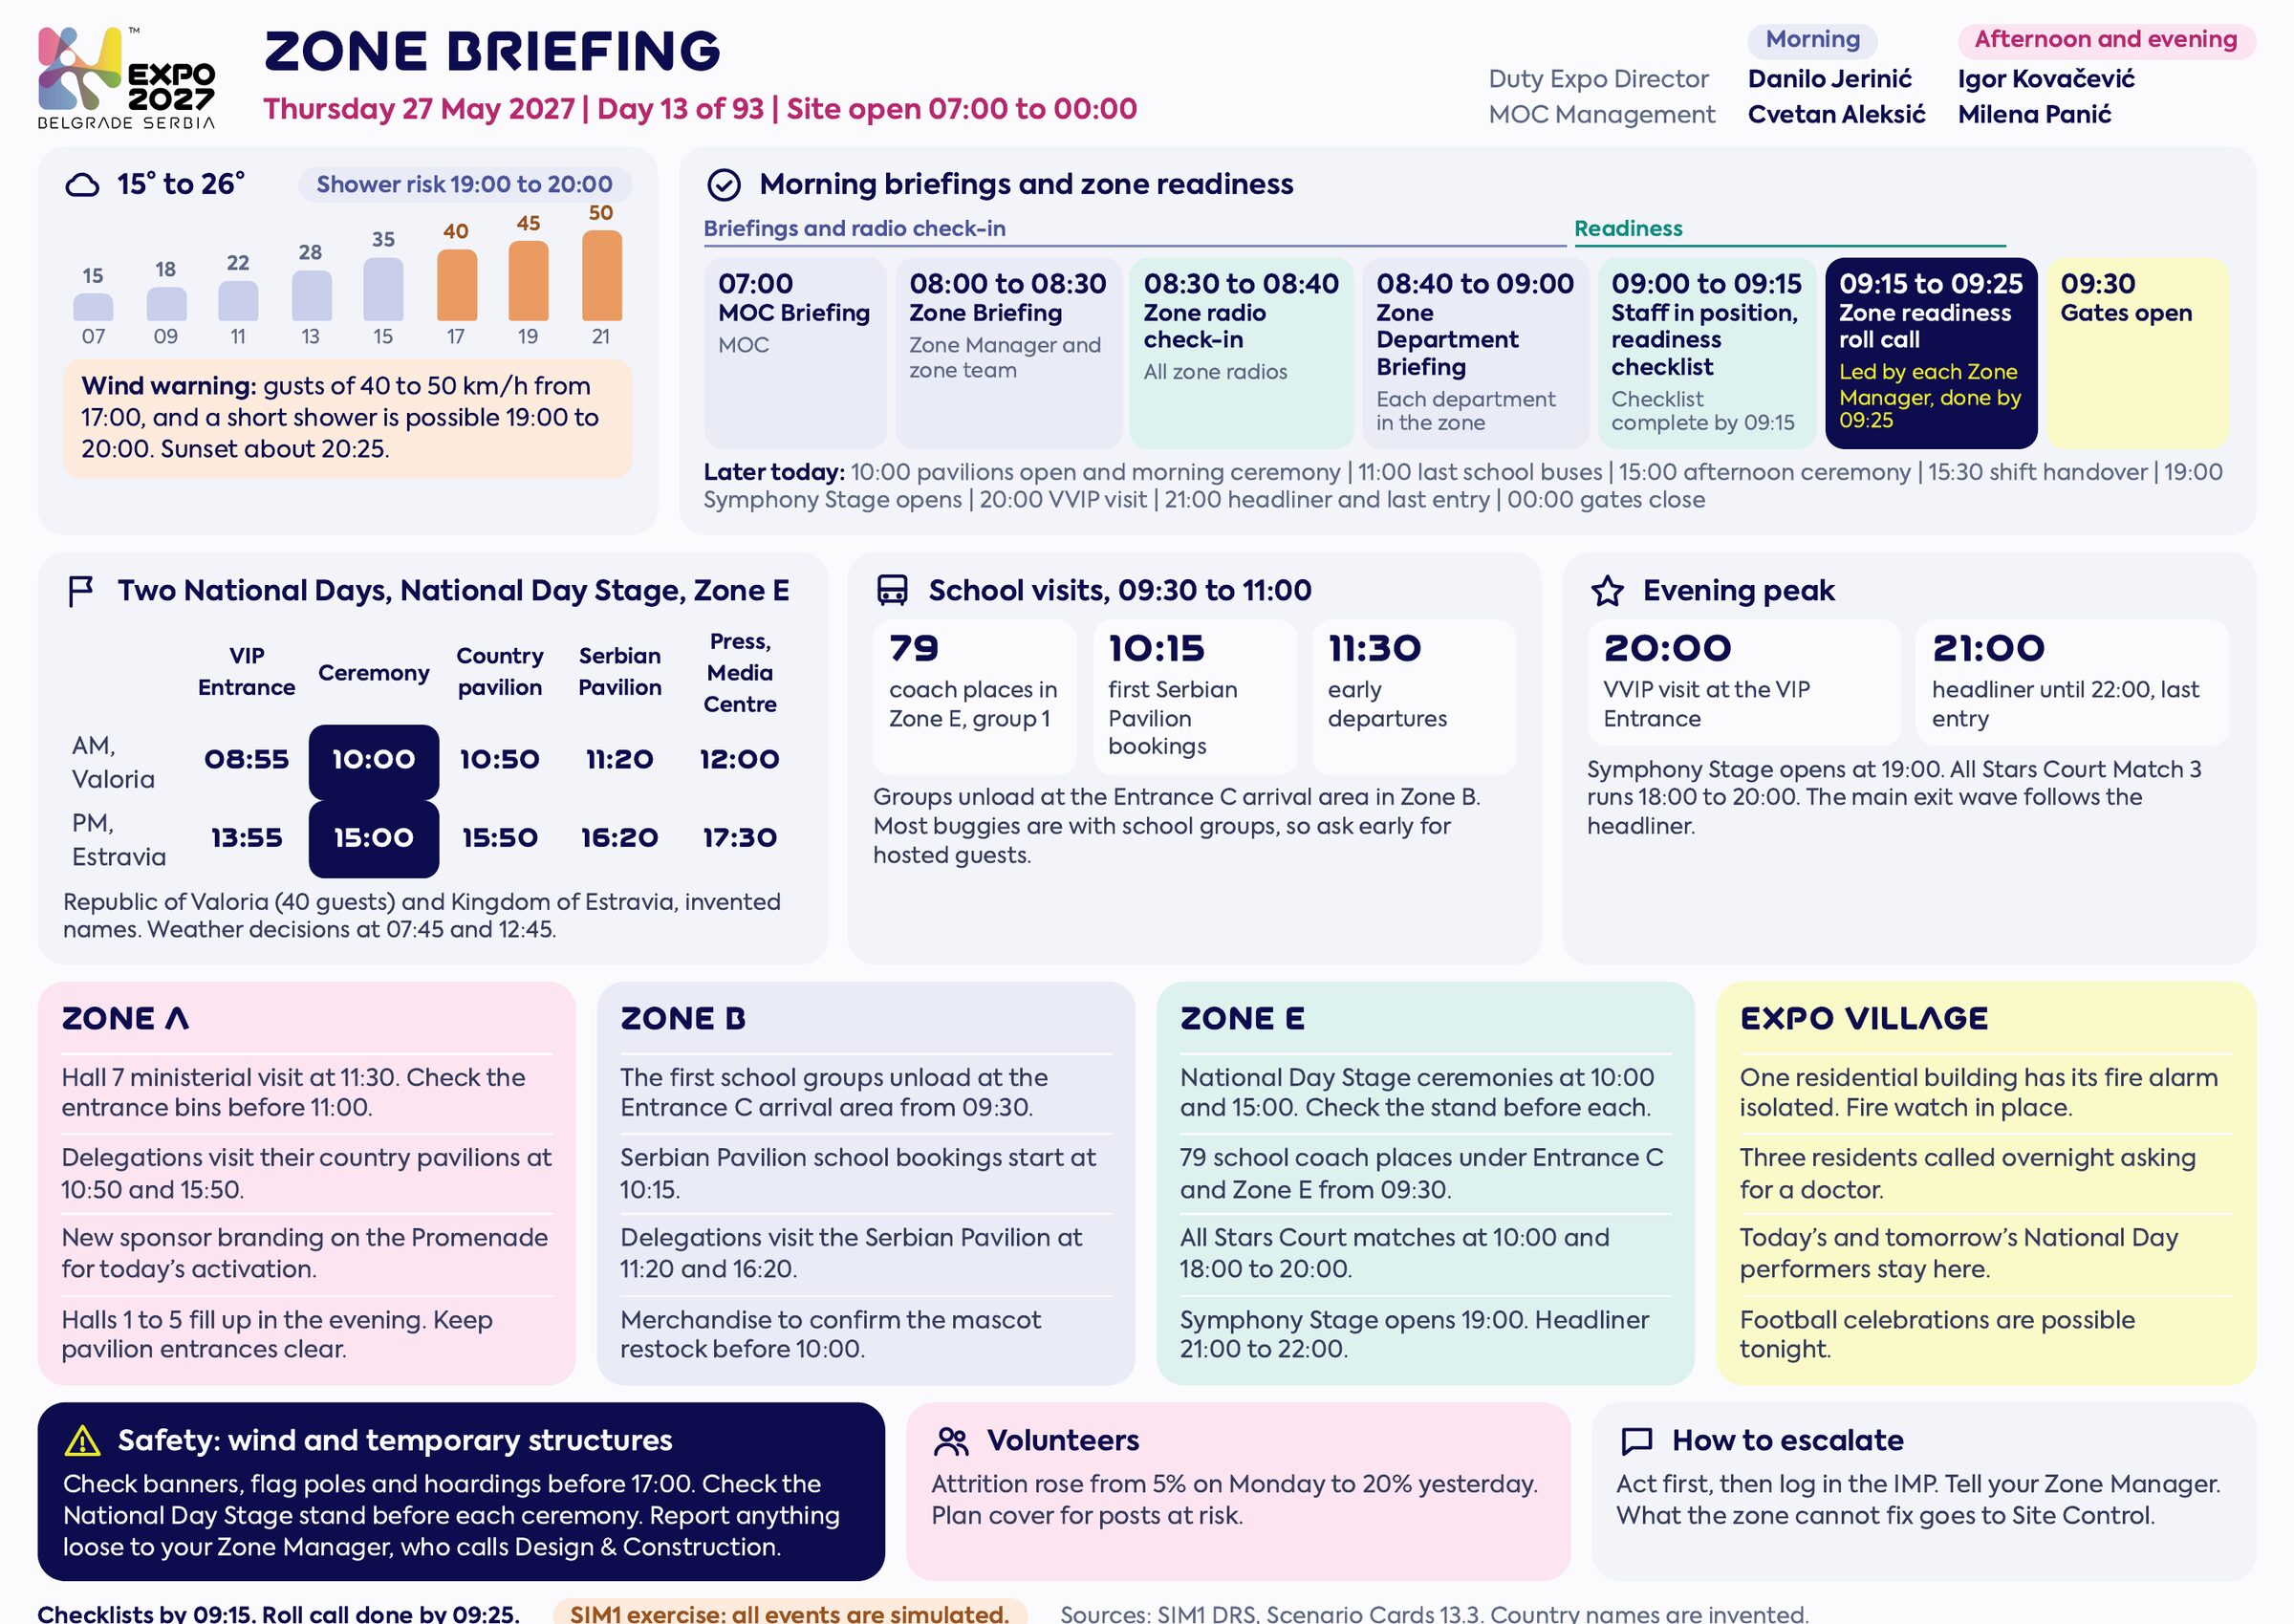 EXPO
2027
BELGRADE SERBIA
TM
ZONE BRIEFING
Thursday 27 May 2027 | Day 13 of 93 | Site open 07:00 to 00:00
Morning Afternoon and evening
Duty Expo Director Danilo Jerinić Igor Kovačević
MOC Management Cvetan Aleksić Milena Panić
15° to 26°
Shower risk 19:00 to 20:00
15 18 22 28 35 40 45 50
07 09 11 13 15 17 19 21
Wind warning: gusts of 40 to 50 km/h from
17:00, and a short shower is possible 19:00 to
20:00. Sunset about 20:25.
Morning briefings and zone readiness
Briefings and radio check-in
Readiness
07:00
MOC Briefing
MOC
08:00 to 08:30
Zone Briefing
Zone Manager and
zone team
08:30 to 08:40
Zone radio
check-in
All zone radios
08:40 to 09:00
Zone
Department
Briefing
Each department
in the zone
09:00 to 09:15
Staff in position,
readiness
checklist
Checklist
complete by 09:15
09:15 to 09:25
Zone readiness
roll call
Led by each Zone
Manager, done by
09:25
09:30
Gates open
Later today: 10:00 pavilions open and morning ceremony | 11:00 last school buses | 15:00 afternoon ceremony | 15:30 shift handover | 19:00
Symphony Stage opens | 20:00 VVIP visit | 21:00 headliner and last entry | 00:00 gates close
Two National Days, National Day Stage, Zone E
VIP
Entrance
Ceremony
Country
pavilion
Serbian
Pavilion
Press,
Media
Centre
AM,
Valoria
08:55 10:00 10:50 11:20 12:00
PM,
Estravia
13:55 15:00 15:50 16:20 17:30
Republic of Valoria (40 guests) and Kingdom of Estravia, invented
names. Weather decisions at 07:45 and 12:45.
School visits, 09:30 to 11:00
79
coach places in
Zone E, group 1
10:15
first Serbian
Pavilion
bookings
11:30
early
departures
Groups unload at the Entrance C arrival area in Zone B.
Most buggies are with school groups, so ask early for
hosted guests.
Evening peak
20:00
VVIP visit at the VIP
Entrance
21:00
headliner until 22:00, last
entry
Symphony Stage opens at 19:00. All Stars Court Match 3
runs 18:00 to 20:00. The main exit wave follows the
headliner.
ZONE A
Hall 7 ministerial visit at 11:30. Check the
entrance bins before 11:00.
Delegations visit their country pavilions at
10:50 and 15:50.
New sponsor branding on the Promenade
for today’s activation.
Halls 1 to 5 fill up in the evening. Keep
pavilion entrances clear.
ZONE B
The first school groups unload at the
Entrance C arrival area from 09:30.
Serbian Pavilion school bookings start at
10:15.
Delegations visit the Serbian Pavilion at
11:20 and 16:20.
Merchandise to confirm the mascot
restock before 10:00.
ZONE E
National Day Stage ceremonies at 10:00
and 15:00. Check the stand before each.
79 school coach places under Entrance C
and Zone E from 09:30.
All Stars Court matches at 10:00 and
18:00 to 20:00.
Symphony Stage opens 19:00. Headliner
21:00 to 22:00.
EXPO VILLAGE
One residential building has its fire alarm
isolated. Fire watch in place.
Three residents called overnight asking
for a doctor.
Today’s and tomorrow’s National Day
performers stay here.
Football celebrations are possible
tonight.
Safety: wind and temporary structures
Check banners, flag poles and hoardings before 17:00. Check the
National Day Stage stand before each ceremony. Report anything
loose to your Zone Manager, who calls Design & Construction.
Volunteers
Attrition rose from 5% on Monday to 20% yesterday.
Plan cover for posts at risk.
How to escalate
Act first, then log in the IMP. Tell your Zone Manager.
What the zone cannot fix goes to Site Control.
Checklists by 09:15. Roll call done by 09:25. SIM1 exercise: all events are simulated. Sources: SIM1 DRS, Scenario Cards 13.3. Country names are invented.